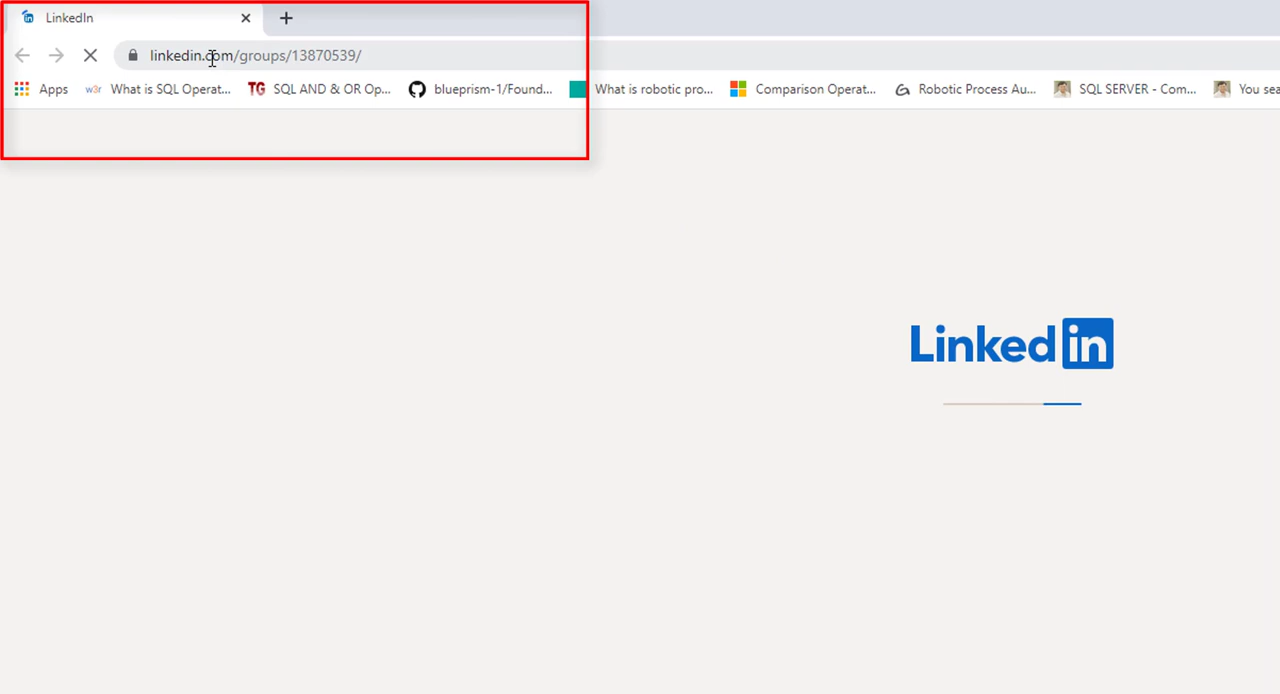 LinkedIn
linkedin.com/groups/13870539/
Apps What is SQL Operat... SQL AND & OR Op... blueprism-1/Found... What is robotic pro... Comparison Operat... Robotic Process Au... SQL SERVER - Com... You sea
w3r TG
LinkedIn